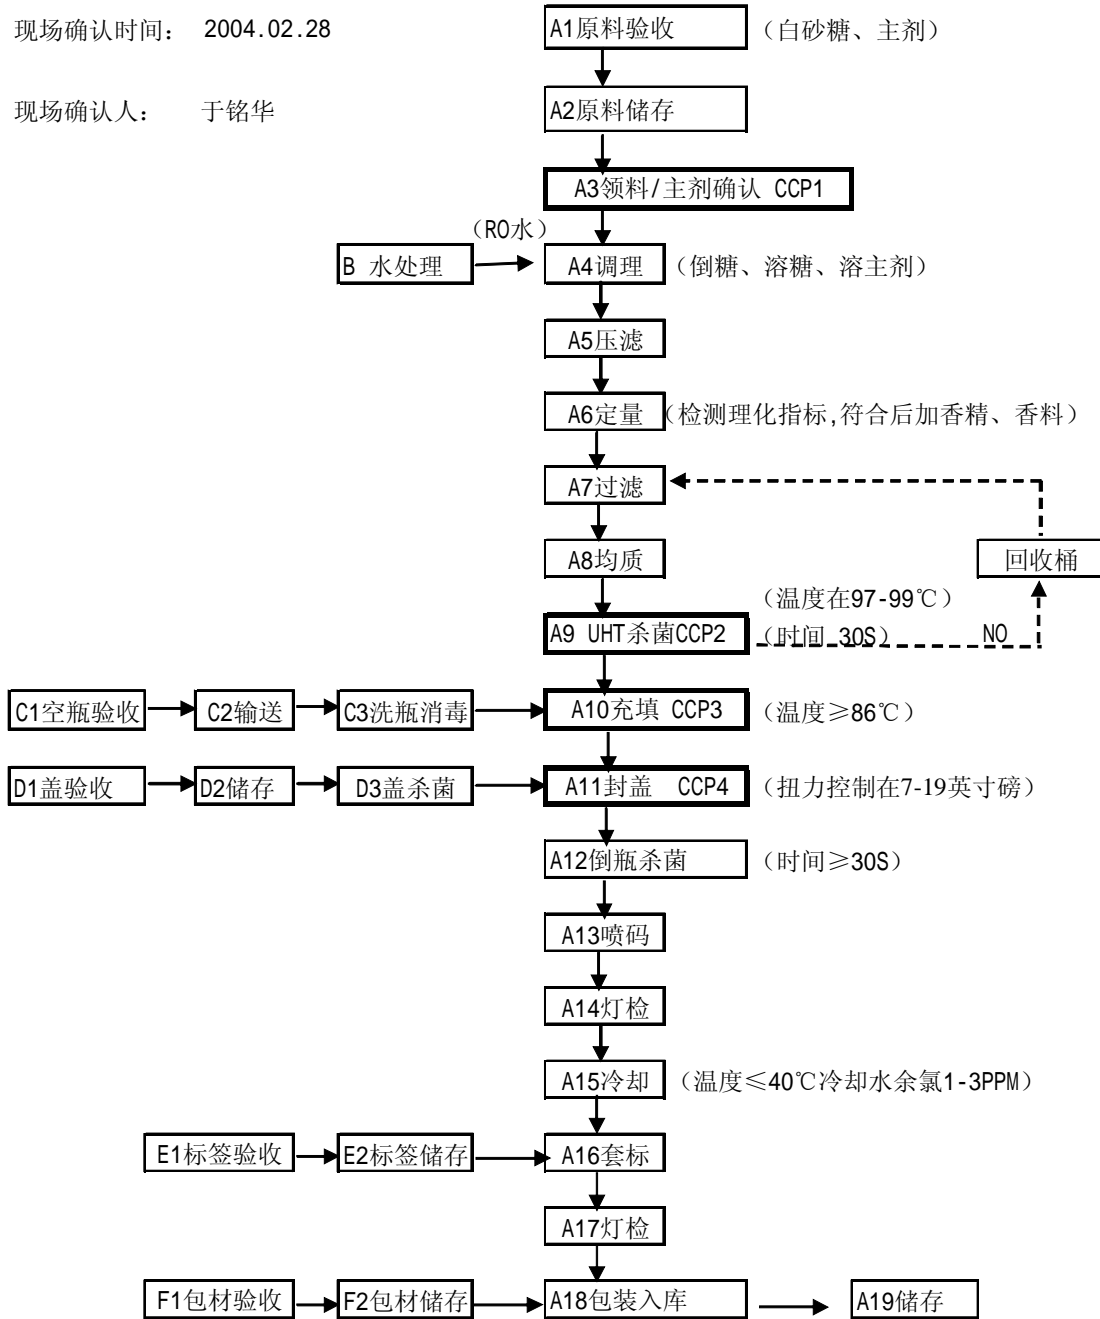 现场确认时间： 2004.02.28
A1原料验收 （白砂糖、主剂）
现场确认人： 于铭华
A2原料储存
A3领料/主剂确认 CCP1
（RO水）
B 水处理
A4调理 （倒糖、溶糖、溶主剂）
A5压滤
A6定量 （检测理化指标,符合后加香精、香料）
A7过滤
A8均质
回收桶
（温度在97-99℃）
A9 UHT杀菌CCP2 （时间 30S） NO
C1空瓶验收 C2输送 C3洗瓶消毒 A10充填 CCP3 （温度≥86℃）
D1盖验收 D2储存 D3盖杀菌 A11封盖 CCP4 （扭力控制在7-19英寸磅）
A12倒瓶杀菌 （时间≥30S）
A13喷码
A14灯检
A15冷却 （温度≤40℃冷却水余氯1-3PPM）
E1标签验收 E2标签储存 A16套标
A17灯检
F1包材验收 F2包材储存 A18包装入库 A19储存